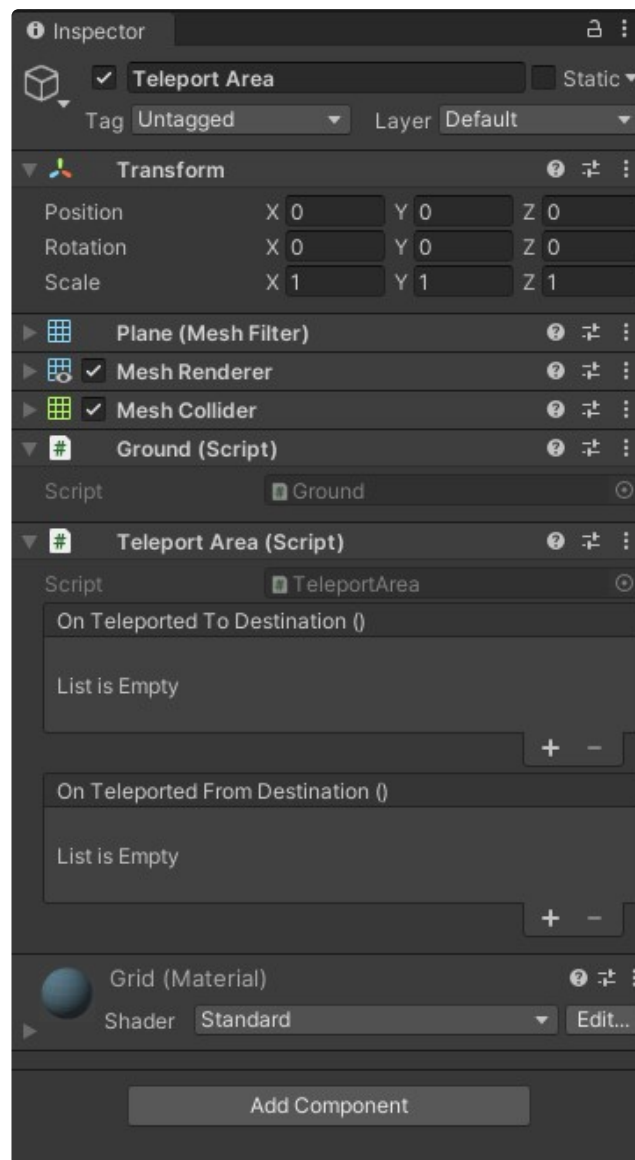 Inspector
Teleport Area Static
Tag Untagged Layer Default
Transform
Position X 0 Y 0 Z 0
Rotation X 0 Y 0 Z 0
Scale X 1 Y 1 Z 1
Plane (Mesh Filter)
Mesh Renderer
Mesh Collider
# Ground (Script)
Script # Ground
# Teleport Area (Script)
Script # TeleportArea
On Teleported To Destination ()
List is Empty
+ −
On Teleported From Destination ()
List is Empty
+ −
Grid (Material)
Shader Standard Edit...
Add Component